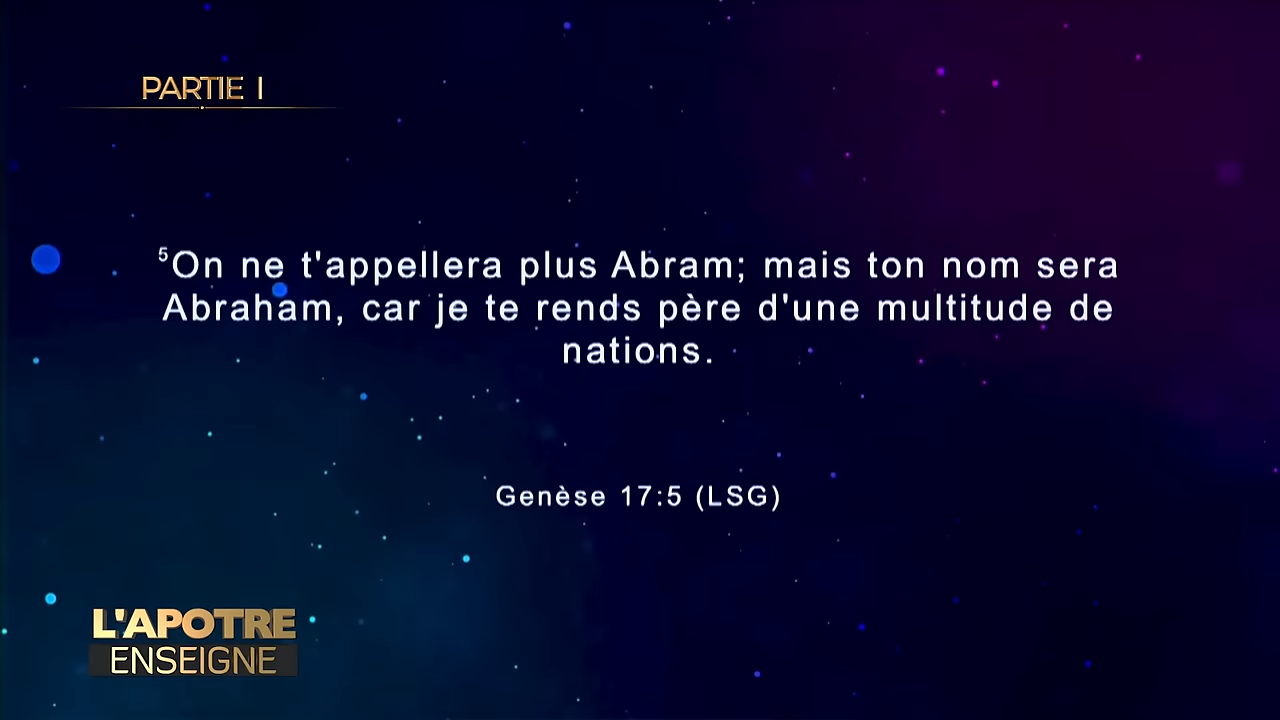 PARTIE I
⁵On ne t'appellera plus Abram; mais ton nom sera
Abraham, car je te rends père d'une multitude de
nations.
Genèse 17:5 (LSG)
L'APOTRE
ENSEIGNE